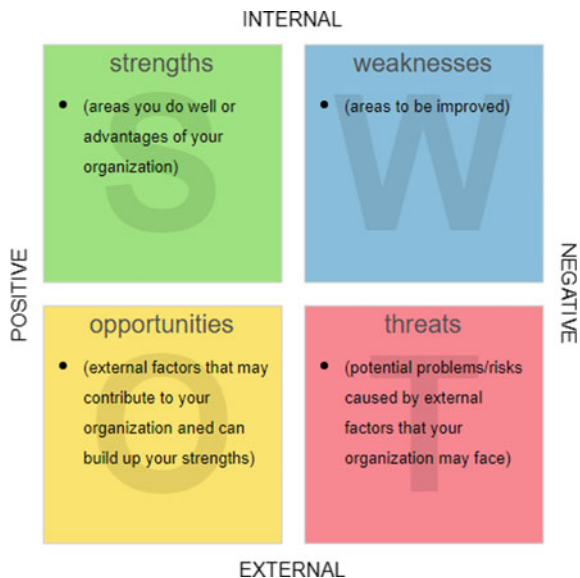 INTERNAL
strengths
• (areas you do well or
advantages of your
organization)
S
weaknesses
• (areas to be improved)
W
POSITIVE
NEGATIVE
opportunities
• (external factors that may
contribute to your
organization aned can
build up your strengths)
O
threats
• (potential problems/risks
caused by external
factors that your
organization may face)
T
EXTERNAL